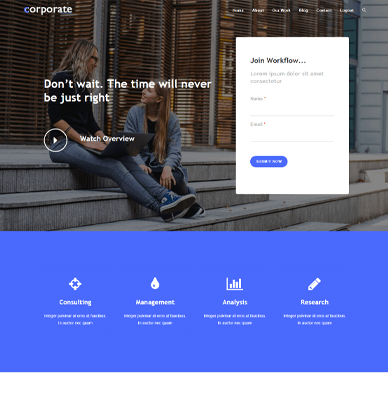 corporate
Home About Our Work Blog Contact Logout
Don't wait. The time will never
be just right
Watch Overview
Join Workflow...
Lorem ipsum dolor sit amet
consectetur
Name *
Email *
SUBMIT NOW
Consulting
Integer pulvinar at eros at faucibus.
In auctor nec quam
Management
Integer pulvinar at eros at faucibus.
In auctor nec quam
Analysis
Integer pulvinar at eros at faucibus.
In auctor nec quam
Research
Integer pulvinar at eros at faucibus.
In auctor nec quam